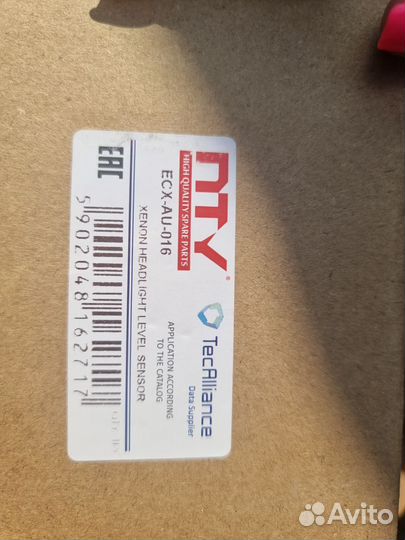 NTY®
HIGH QUALITY SPARE PARTS
TecAlliance
Data Supplier
ECX-AU-016
APPLICATION ACCORDING
TO THE CATALOG
XENON HEADLIGHT LEVEL SENSOR
EAC
5902048162717
Avito